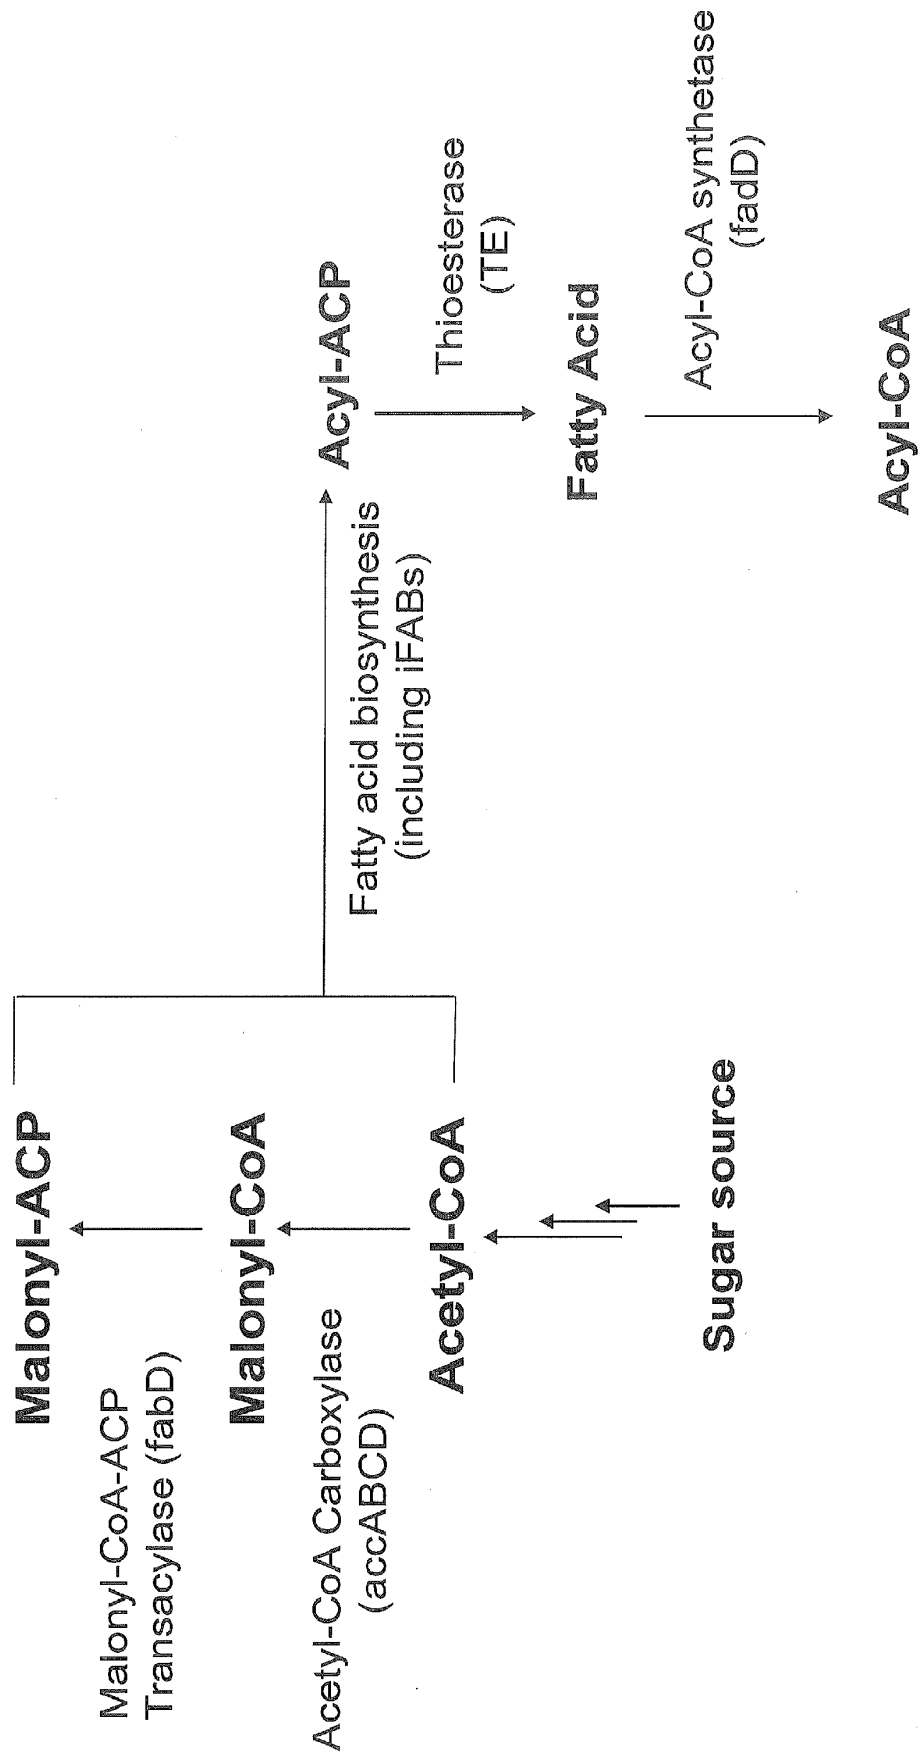 Malonyl-CoA-ACP
Transacylase (fabD)
Malonyl-ACP
Malonyl-CoA
Acetyl-CoA Carboxylase
(accABCD)
Acetyl-CoA
Sugar source
Fatty acid biosynthesis
(including iFABs)
Acyl-ACP
Thioesterase
(TE)
Fatty Acid
Acyl-CoA synthetase
(fadD)
Acyl-CoA